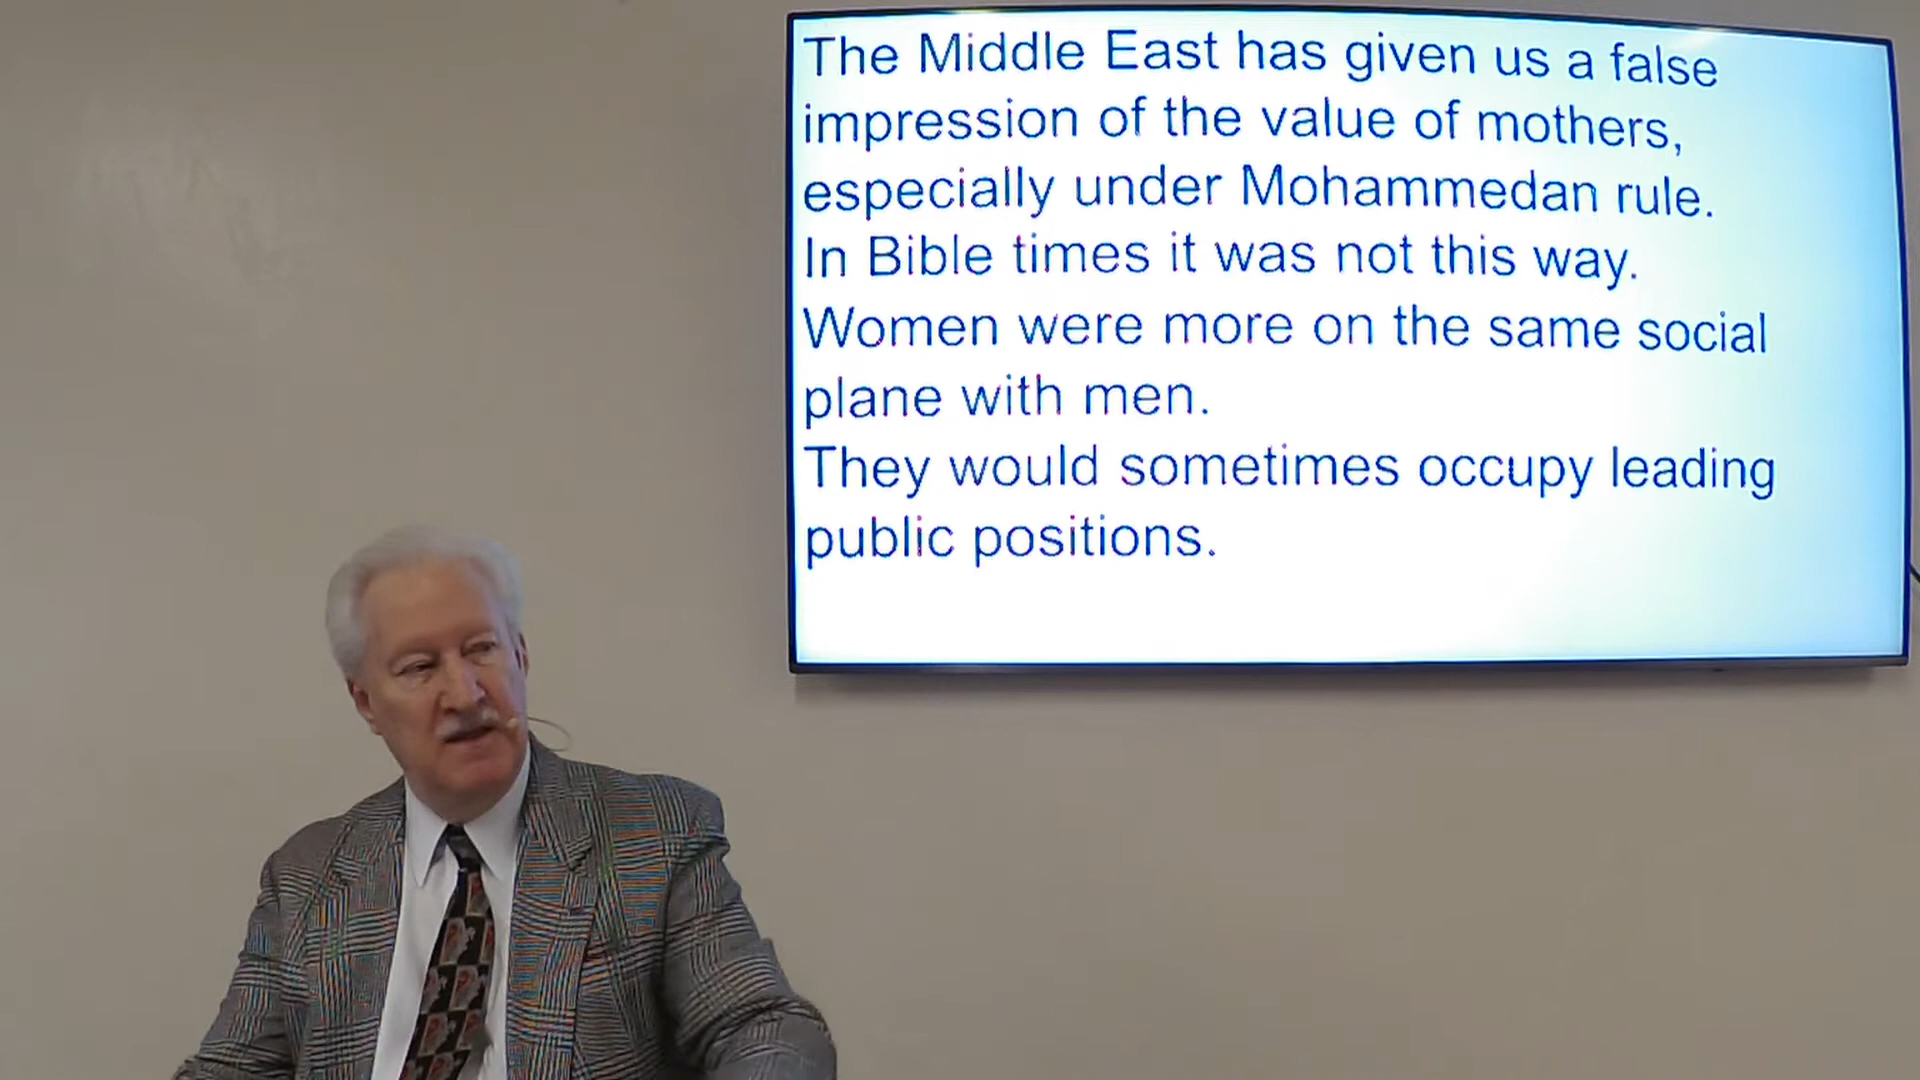 The Middle East has given us a false
impression of the value of mothers,
especially under Mohammedan rule.
In Bible times it was not this way.
Women were more on the same social
plane with men.
They would sometimes occupy leading
public positions.